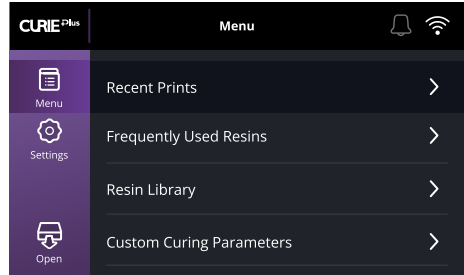 CURIE Plus
Menu
Menu
Recent Prints
Settings
Frequently Used Resins
Resin Library
Open
Custom Curing Parameters